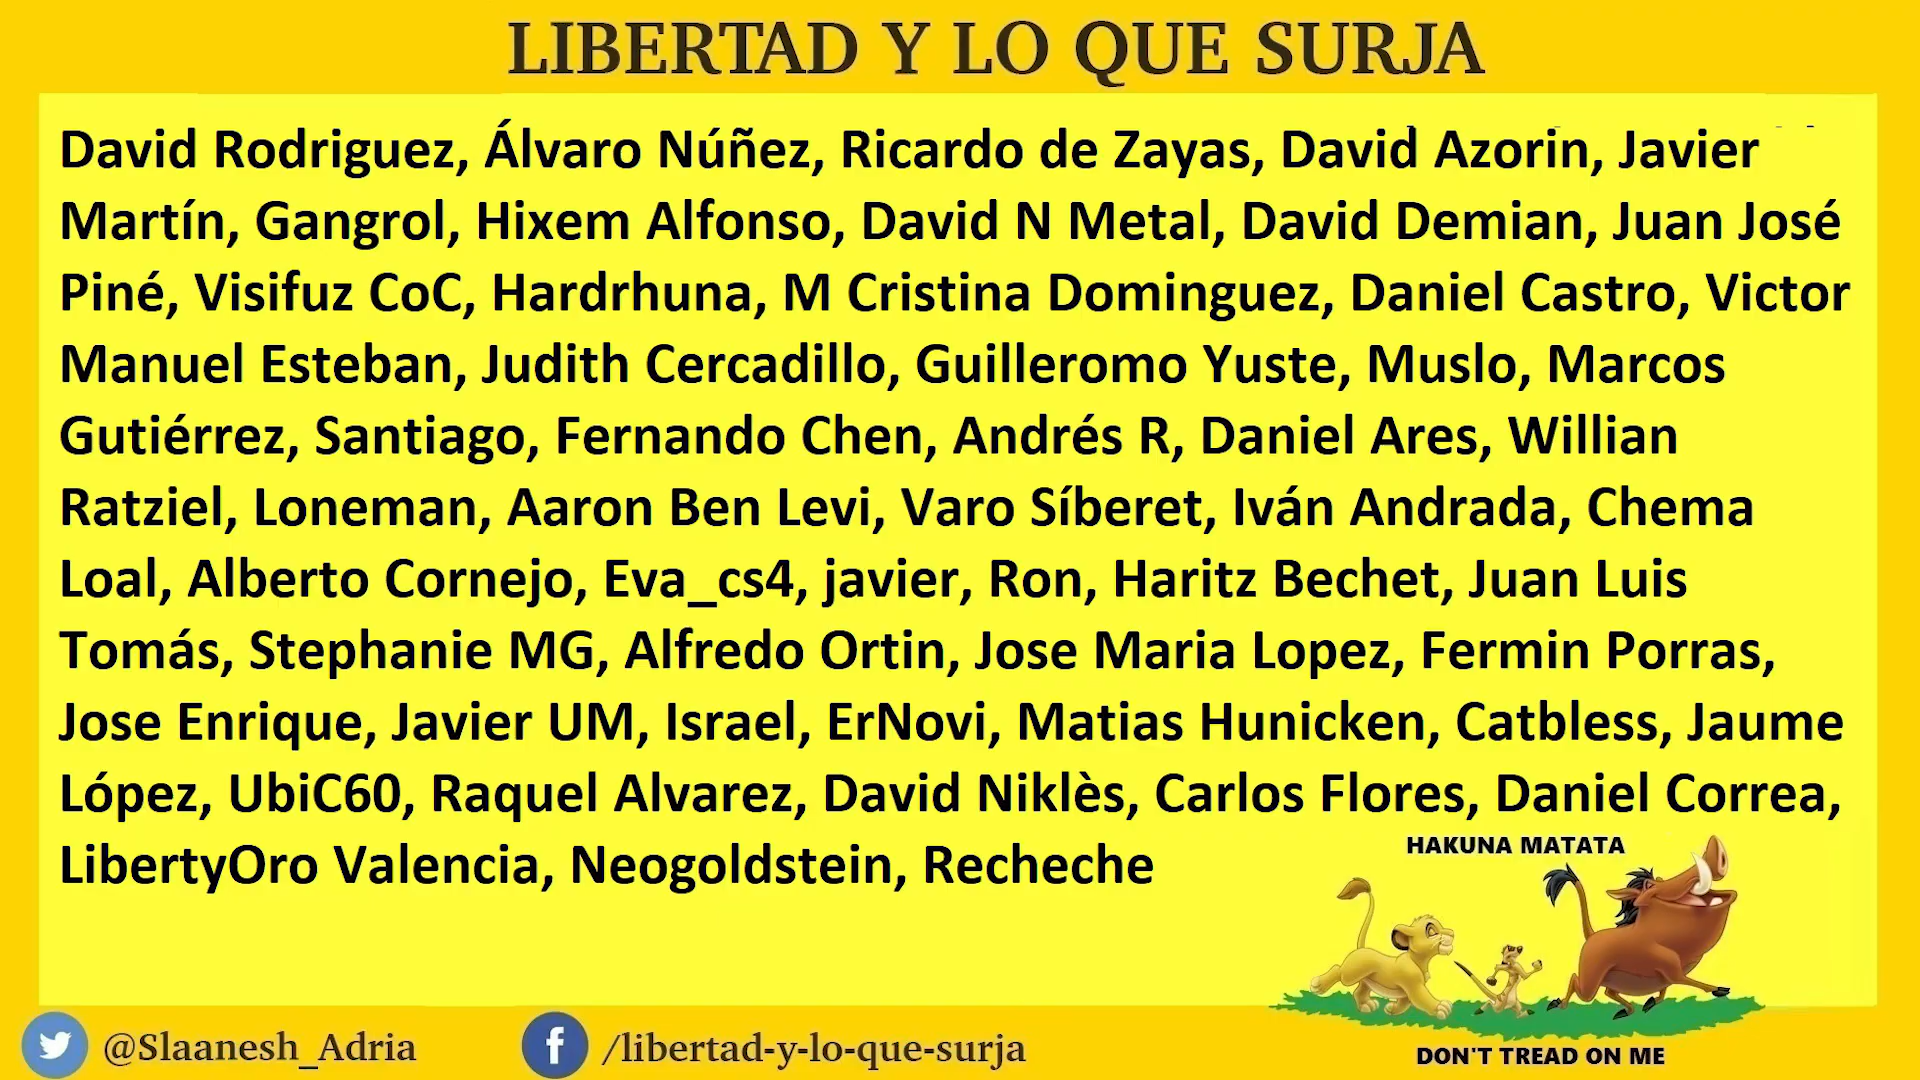 LIBERTAD Y LO QUE SURJA
David Rodriguez, Álvaro Núñez, Ricardo de Zayas, David Azorin, Javier
Martín, Gangrol, Hixem Alfonso, David N Metal, David Demian, Juan José
Piné, Visifuz CoC, Hardrhuna, M Cristina Dominguez, Daniel Castro, Victor
Manuel Esteban, Judith Cercadillo, Guilleromo Yuste, Muslo, Marcos
Gutiérrez, Santiago, Fernando Chen, Andrés R, Daniel Ares, Willian
Ratziel, Loneman, Aaron Ben Levi, Varo Síberet, Iván Andrada, Chema
Loal, Alberto Cornejo, Eva_cs4, javier, Ron, Haritz Bechet, Juan Luis
Tomás, Stephanie MG, Alfredo Ortin, Jose Maria Lopez, Fermin Porras,
Jose Enrique, Javier UM, Israel, ErNovi, Matias Hunicken, Catbless, Jaume
López, UbiC60, Raquel Alvarez, David Niklès, Carlos Flores, Daniel Correa,
LibertyOro Valencia, Neogoldstein, Recheche
HAKUNA MATATA
DON'T TREAD ON ME
@Slaanesh_Adria
/libertad-y-lo-que-surja